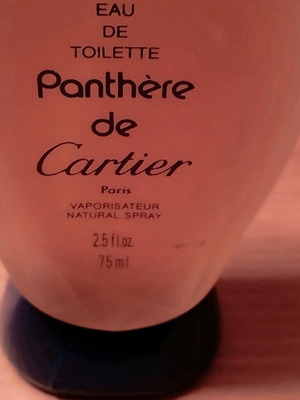 EAU
DE
TOILETTE
Panthère
de
Cartier
Paris
VAPORISATEUR
NATURAL SPRAY
2.5 fl.oz.
75 ml